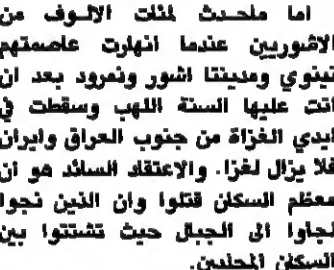 اما ماحدث لمئات الالوف من
الاشوريين عندما انهارت عاصمتهم
نينوي ومدينتا اشور ونمرود بعد ان
اتت عليها السنة اللهب وسقطت في
ايدي الغزاة من جنوب العراق وايران
فلا يزال لغزا. والاعتقاد السائد هو ان
معظم السكان قتلوا وان الذين نجوا
لجاوا الى الجبال حيث تشتتوا بين
السكان المحليين.